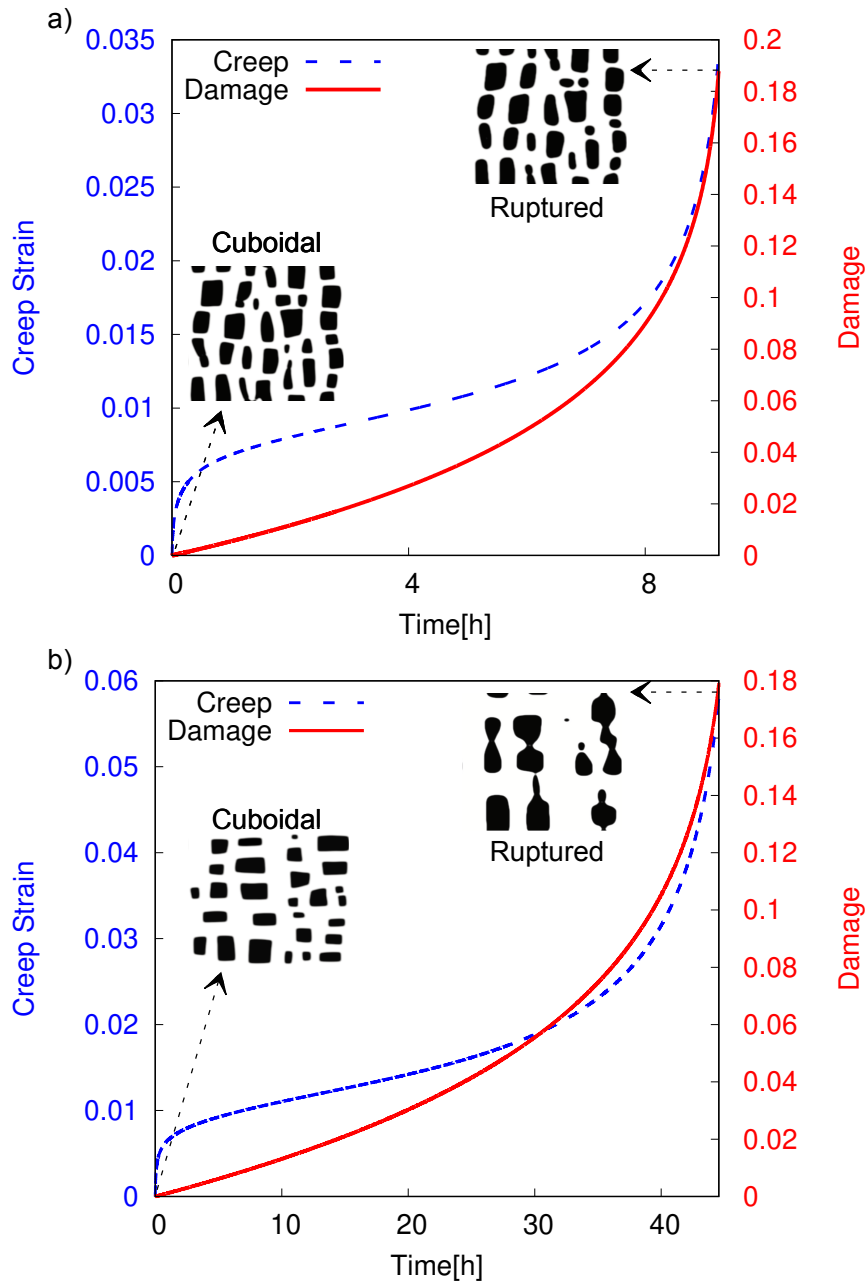 a)
Creep
Damage
0.035
0.03
0.025
0.02
0.015
0.01
0.005
0
Creep Strain
0.2
0.18
0.16
0.14
0.12
0.1
0.08
0.06
0.04
0.02
0
Damage
Ruptured
Cuboidal
0
4
8
Time[h]
b)
Creep
Damage
0.06
0.05
0.04
0.03
0.02
0.01
0
Creep Strain
0.18
0.16
0.14
0.12
0.1
0.08
0.06
0.04
0.02
0
Damage
Ruptured
Cuboidal
0
10
20
30
40
Time[h]